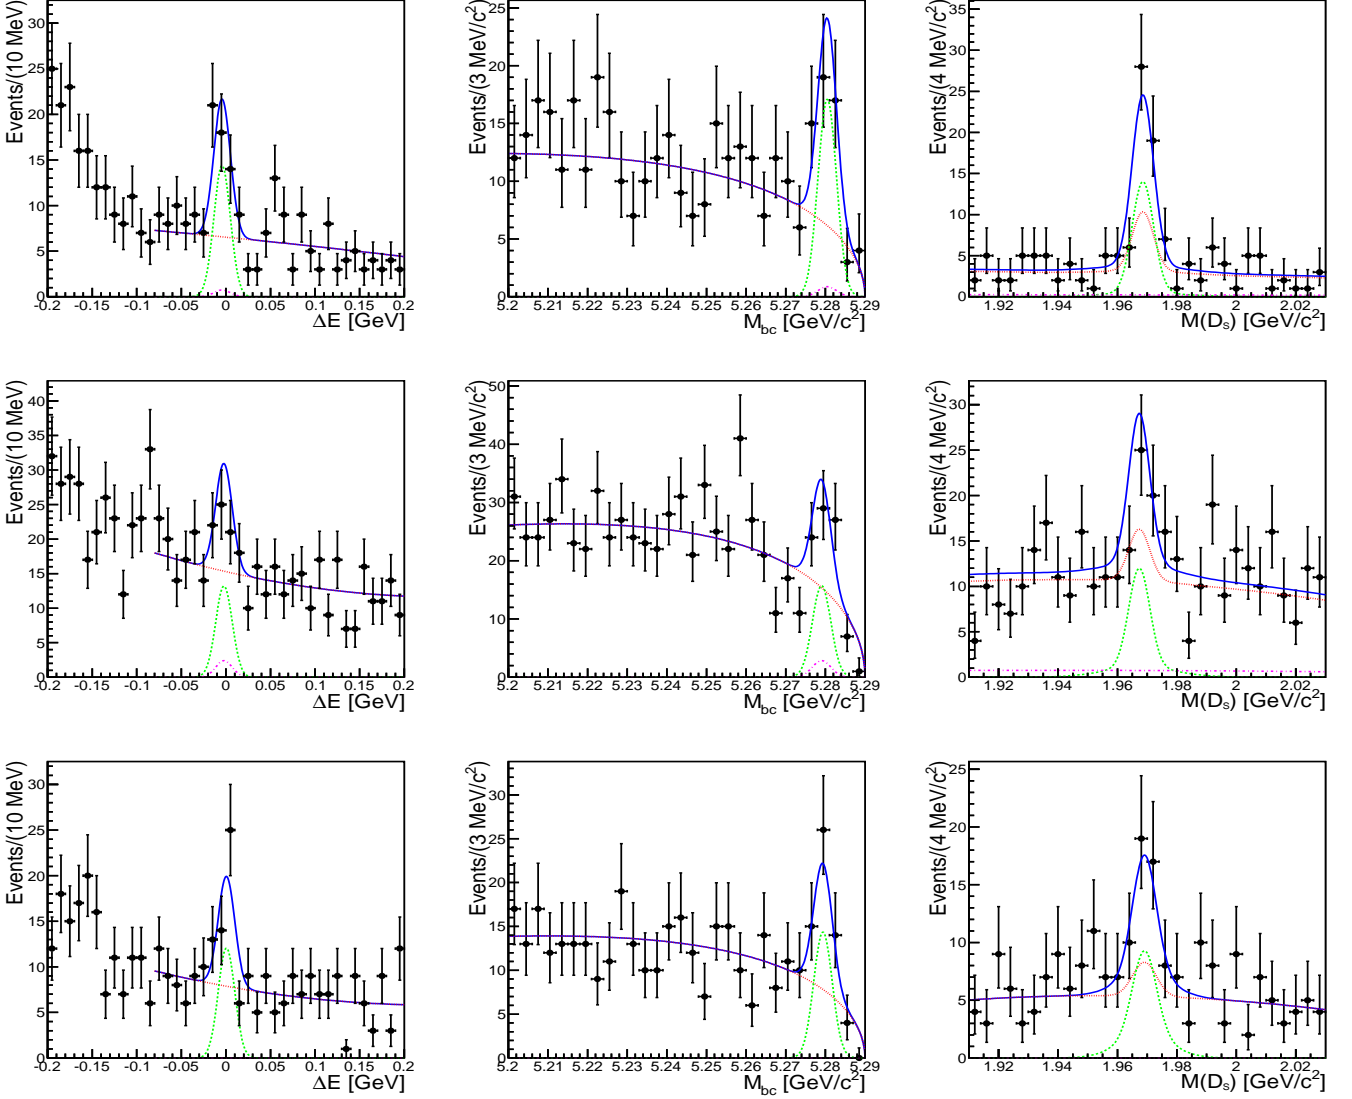 Events/(10 MeV)
30
25
20
15
10
5
0
-0.2 -0.15 -0.1 -0.05 0 0.05 0.1 0.15 0.2
ΔE [GeV]
Events/(3 MeV/c²)
25
20
15
10
5
0
5.2 5.21 5.22 5.23 5.24 5.25 5.26 5.27 5.28 5.29
M_bc [GeV/c²]
Events/(4 MeV/c²)
35
30
25
20
15
10
5
0
1.92 1.94 1.96 1.98 2 2.02
M(D_s) [GeV/c²]
Events/(10 MeV)
40
35
30
25
20
15
10
5
0
-0.2 -0.15 -0.1 -0.05 0 0.05 0.1 0.15 0.2
ΔE [GeV]
Events/(3 MeV/c²)
50
40
30
20
10
0
5.2 5.21 5.22 5.23 5.24 5.25 5.26 5.27 5.28 5.29
M_bc [GeV/c²]
Events/(4 MeV/c²)
30
25
20
15
10
5
0
1.92 1.94 1.96 1.98 2 2.02
M(D_s) [GeV/c²]
Events/(10 MeV)
30
25
20
15
10
5
0
-0.2 -0.15 -0.1 -0.05 0 0.05 0.1 0.15 0.2
ΔE [GeV]
Events/(3 MeV/c²)
30
25
20
15
10
5
0
5.2 5.21 5.22 5.23 5.24 5.25 5.26 5.27 5.28 5.29
M_bc [GeV/c²]
Events/(4 MeV/c²)
25
20
15
10
5
0
1.92 1.94 1.96 1.98 2 2.02
M(D_s) [GeV/c²]